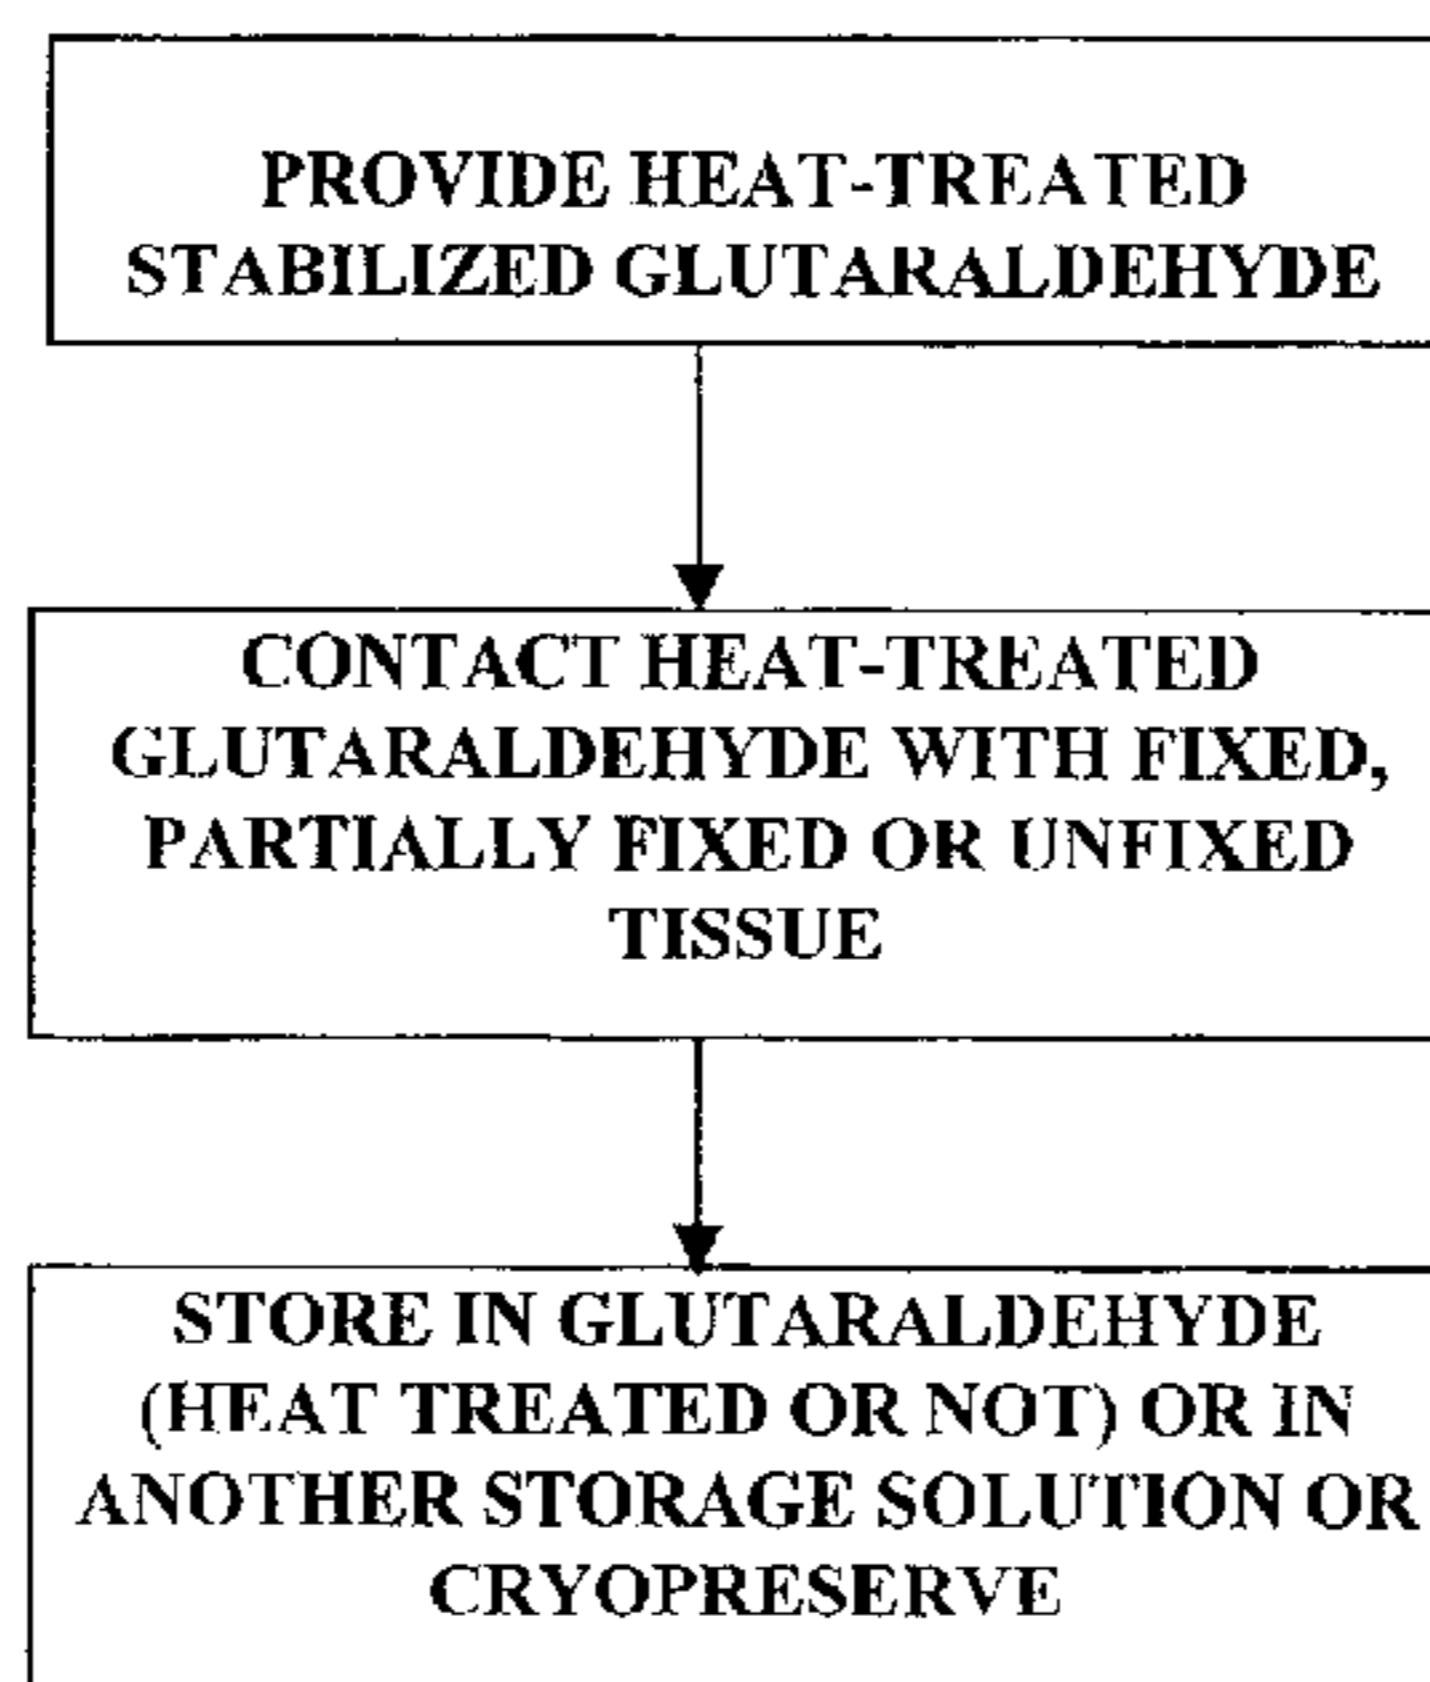 PROVIDE HEAT-TREATED
STABILIZED GLUTARALDEHYDE
CONTACT HEAT-TREATED
GLUTARALDEHYDE WITH FIXED,
PARTIALLY FIXED OR UNFIXED
TISSUE
STORE IN GLUTARALDEHYDE
(HEAT TREATED OR NOT) OR IN
ANOTHER STORAGE SOLUTION OR
CRYOPRESERVE